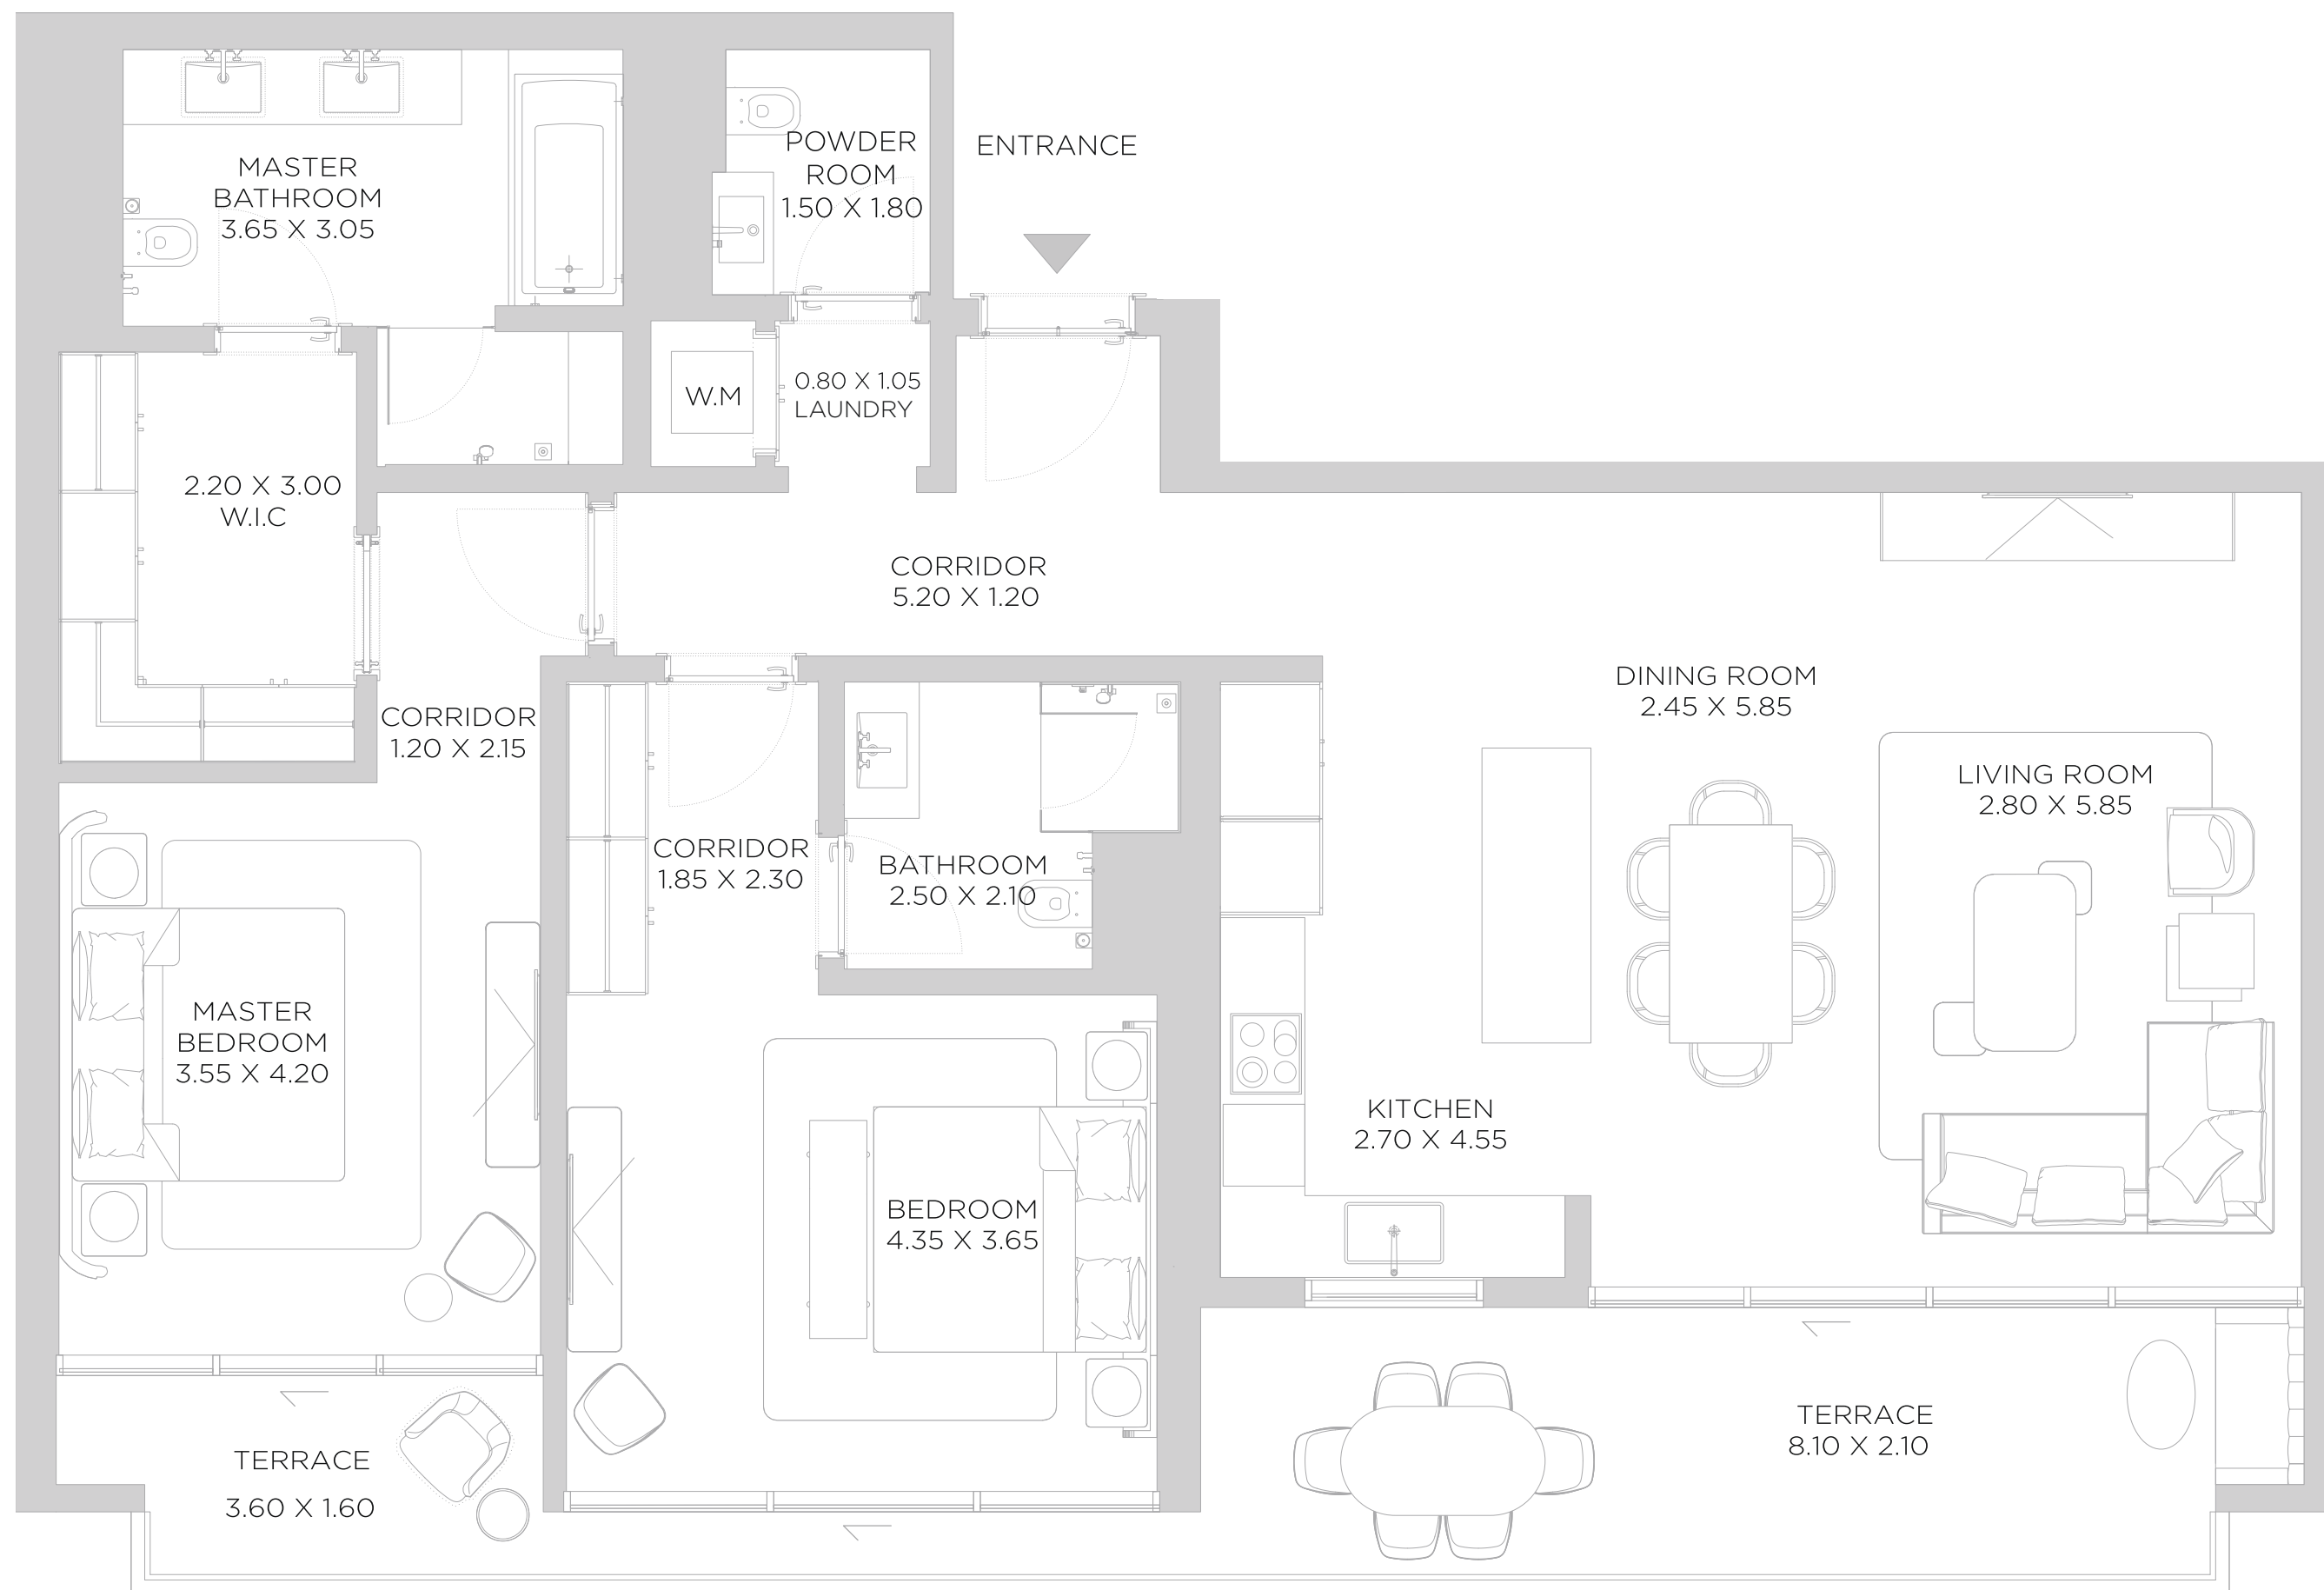 MASTER
BATHROOM
3.65 X 3.05
POWDER
ROOM
1.50 X 1.80
ENTRANCE
W.M
0.80 X 1.05
LAUNDRY
2.20 X 3.00
W.I.C
CORRIDOR
5.20 X 1.20
CORRIDOR
1.20 X 2.15
DINING ROOM
2.45 X 5.85
LIVING ROOM
2.80 X 5.85
CORRIDOR
1.85 X 2.30
BATHROOM
2.50 X 2.10
MASTER
BEDROOM
3.55 X 4.20
KITCHEN
2.70 X 4.55
BEDROOM
4.35 X 3.65
TERRACE
3.60 X 1.60
TERRACE
8.10 X 2.10